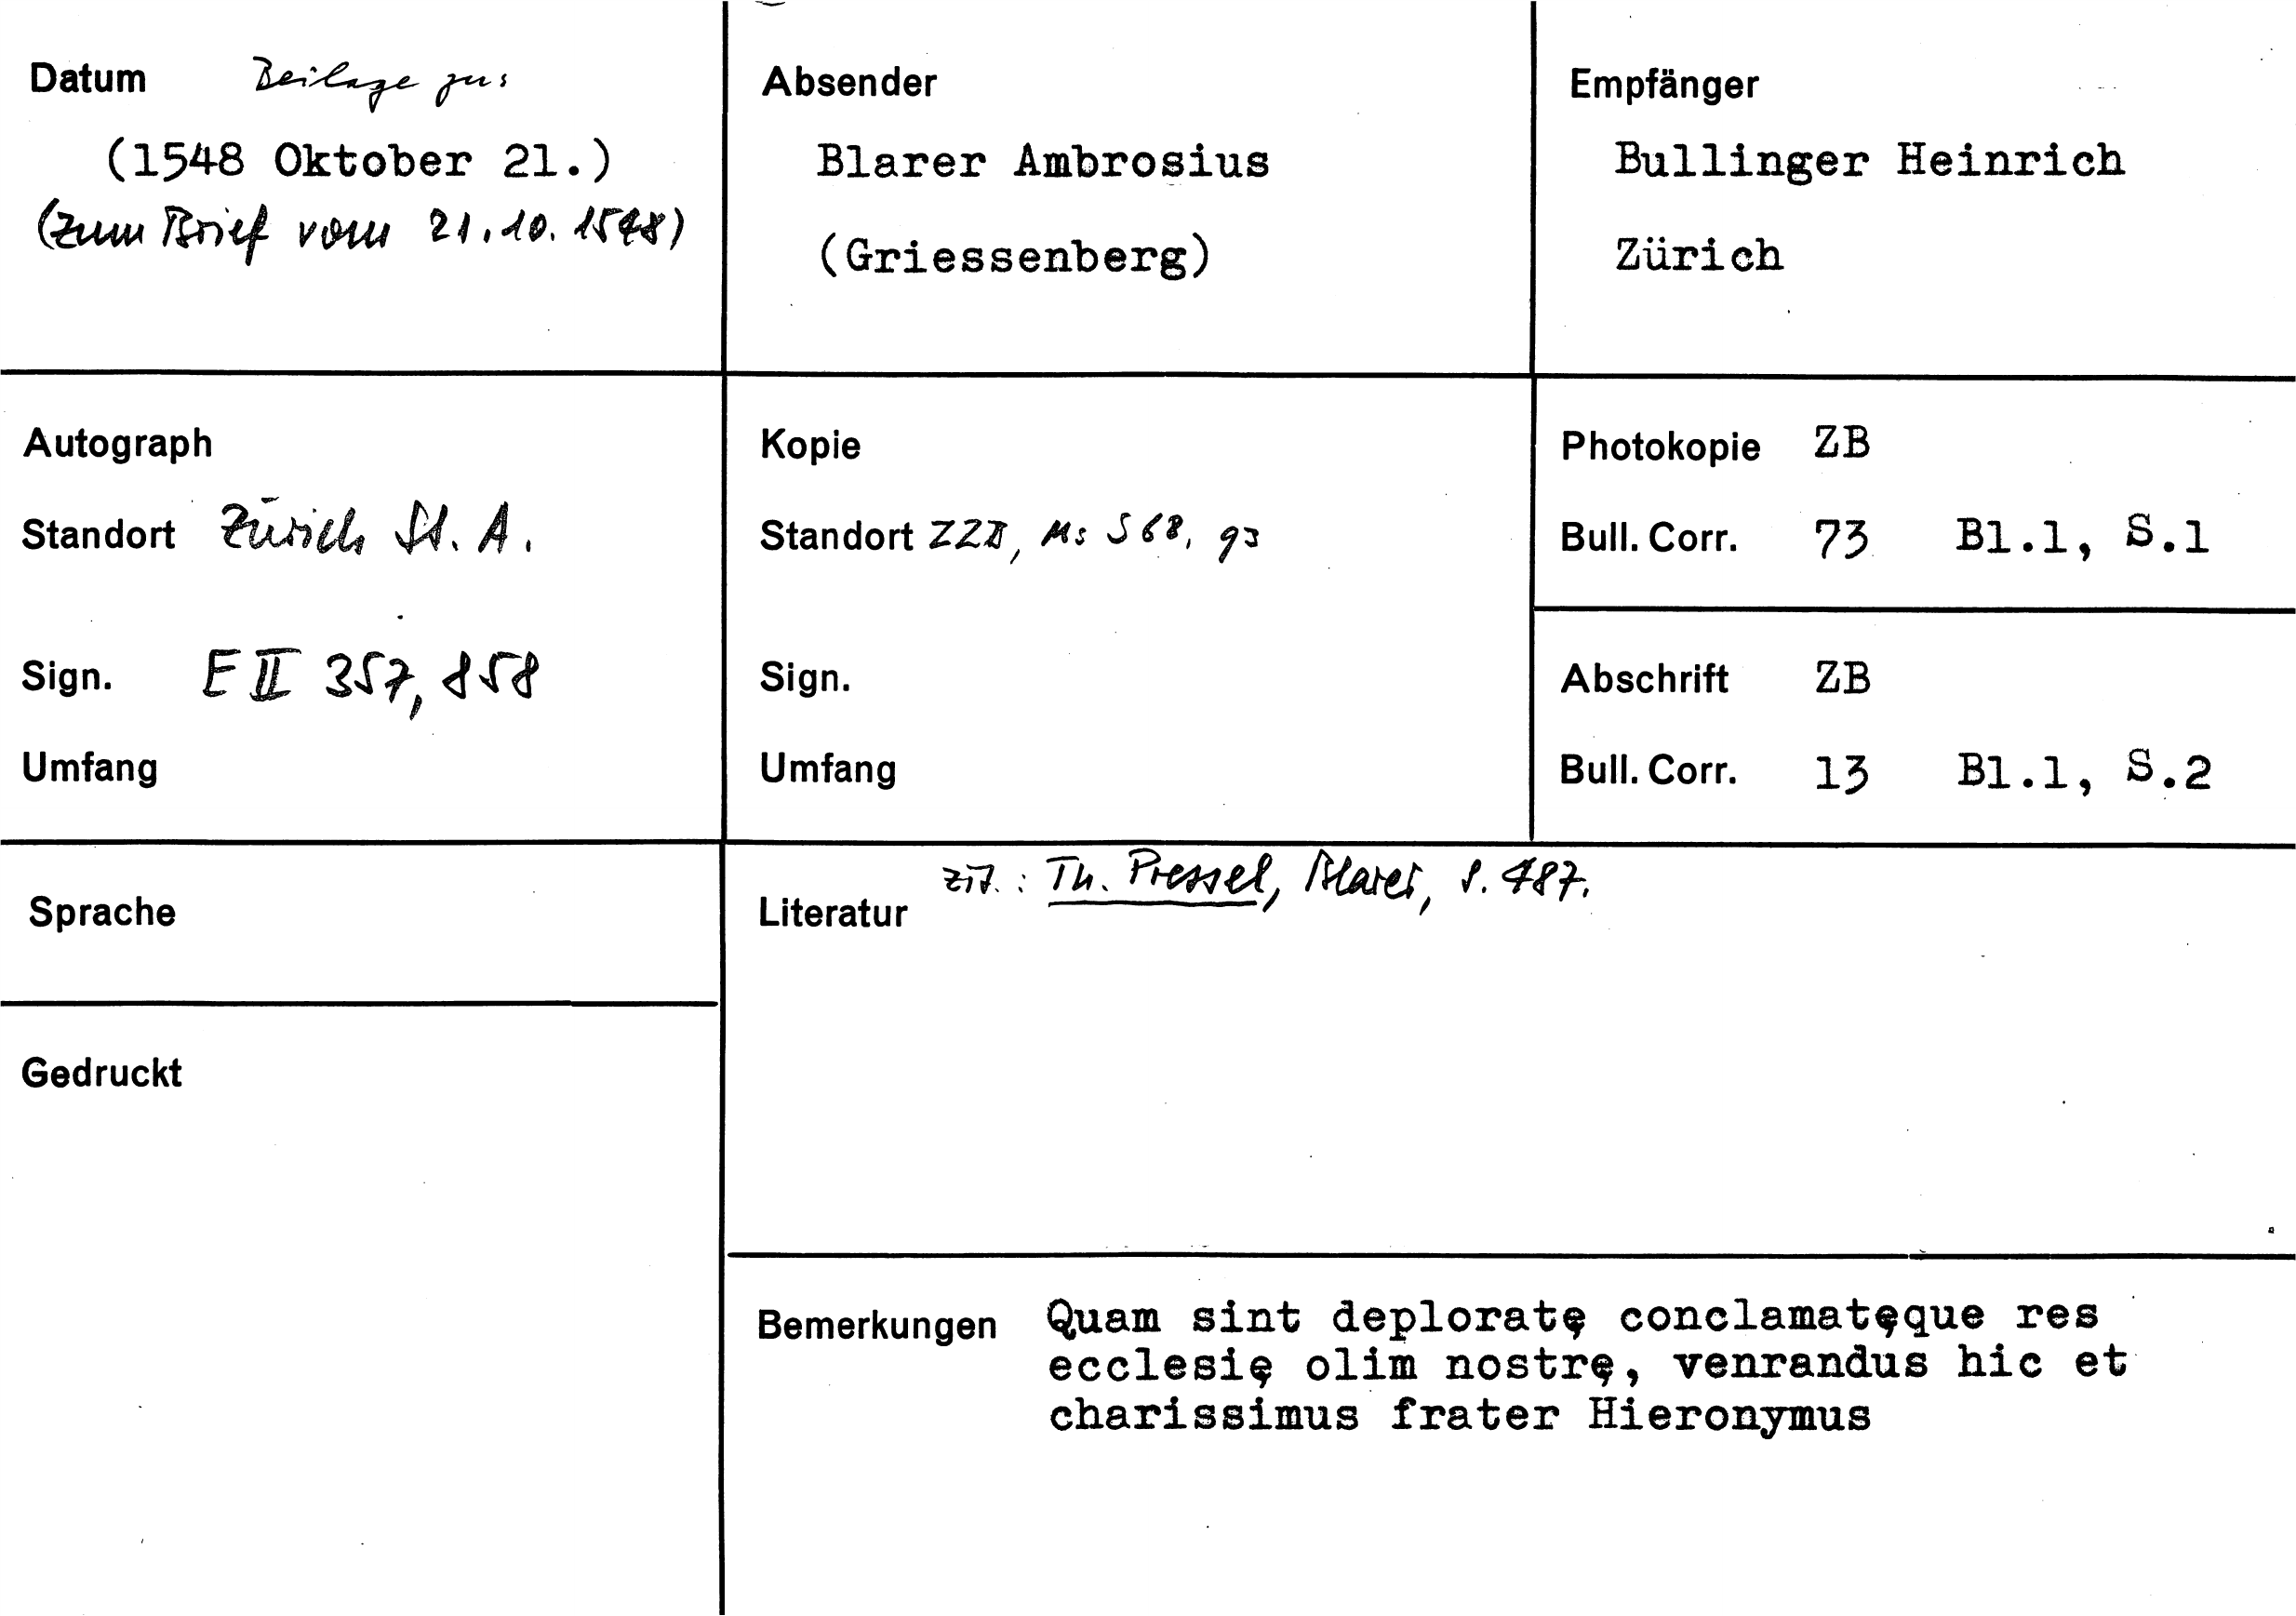 Datum Beilage zu:
(1548 Oktober 21.)
(zum Brief vom 21.10.1548)
Absender
Blarer Ambrosius
(Griessenberg)
Empfänger
Bullinger Heinrich
Zürich
Autograph
Standort Zürich St. A.
Sign. E II 357, 858
Umfang
Kopie
Standort ZZB, Ms S 68, 93
Sign.
Umfang
Photokopie ZB
Bull. Corr. 73 Bl.1, S.1
Abschrift ZB
Bull. Corr. 13 Bl.1, S.2
Sprache
Gedruckt
zit.: Th. Pressel, Blarer, S. 487.
Literatur
Bemerkungen Quam sint deploratę conclamatęque res
ecclesię olim nostrę, venrandus hic et
charissimus frater Hieronymus